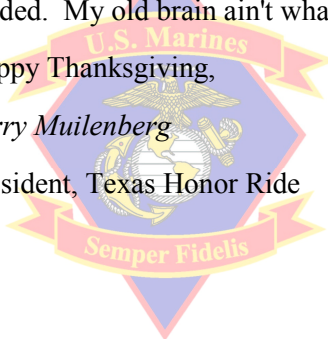 ded. My old brain ain't wha
U.S. Marines
ppy Thanksgiving,
rry Muilenberg
sident, Texas Honor Ride
Semper Fidelis